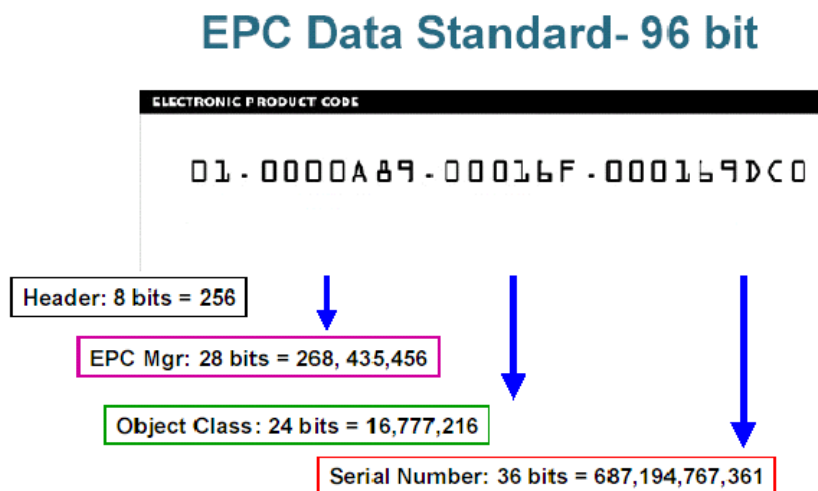 EPC Data Standard- 96 bit
ELECTRONIC PRODUCT CODE
01.0000A89.00016F.000169DC0
Header: 8 bits = 256
EPC Mgr: 28 bits = 268, 435,456
Object Class: 24 bits = 16,777,216
Serial Number: 36 bits = 687,194,767,361